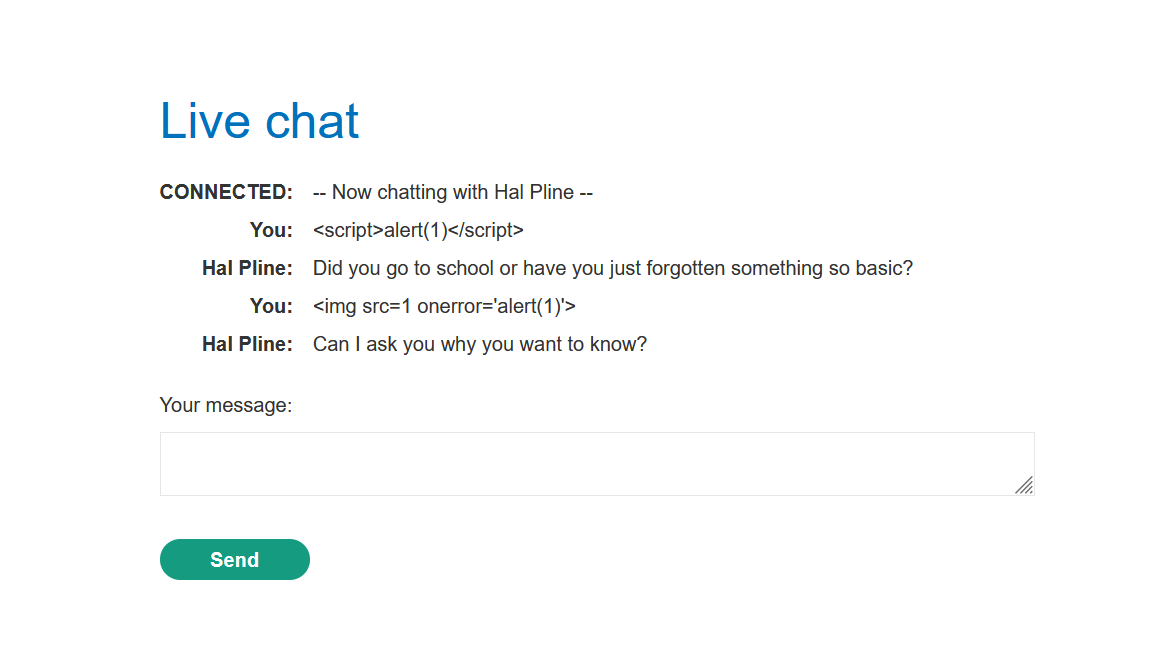 Live chat
CONNECTED: -- Now chatting with Hal Pline --
You: <script>alert(1)</script>
Hal Pline: Did you go to school or have you just forgotten something so basic?
You: <img src=1 onerror='alert(1)'>
Hal Pline: Can I ask you why you want to know?
Your message:
Send